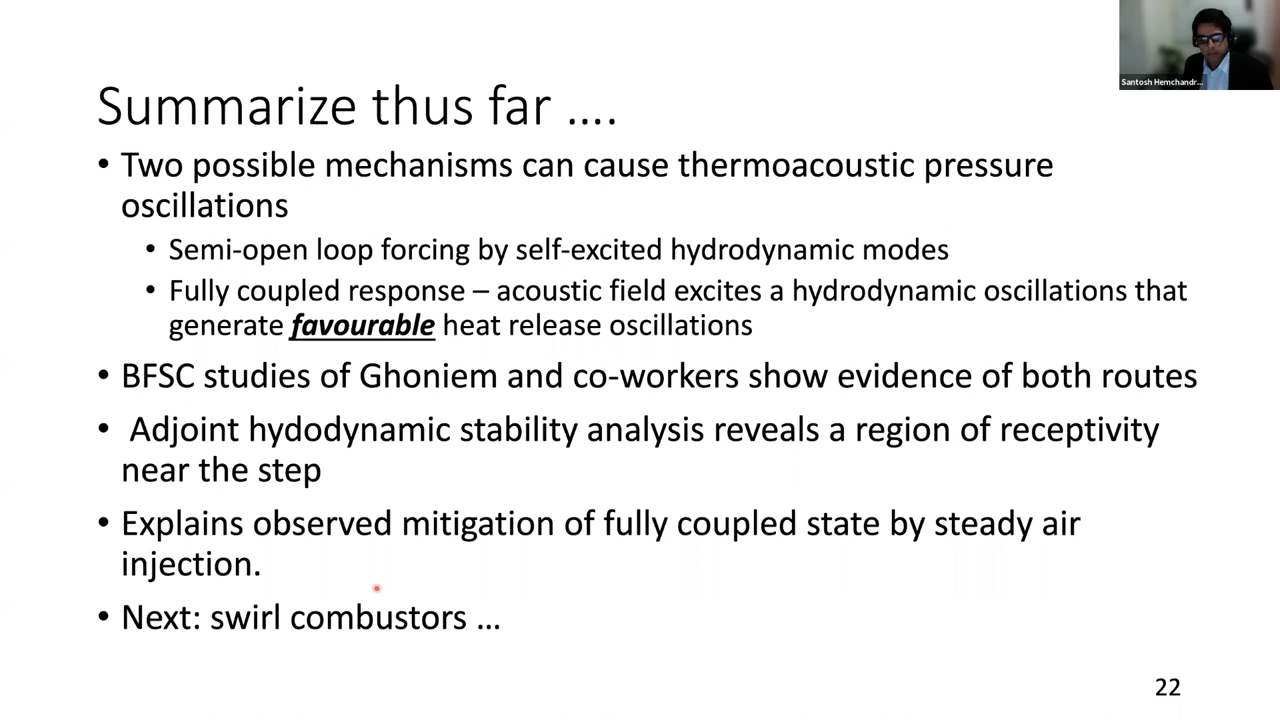 Santosh Hemchandr...
Summarize thus far ....
• Two possible mechanisms can cause thermoacoustic pressure
oscillations
• Semi-open loop forcing by self-excited hydrodynamic modes
• Fully coupled response – acoustic field excites a hydrodynamic oscillations that
generate favourable heat release oscillations
• BFSC studies of Ghoniem and co-workers show evidence of both routes
• Adjoint hydodynamic stability analysis reveals a region of receptivity
near the step
• Explains observed mitigation of fully coupled state by steady air
injection.
• Next: swirl combustors ...
22